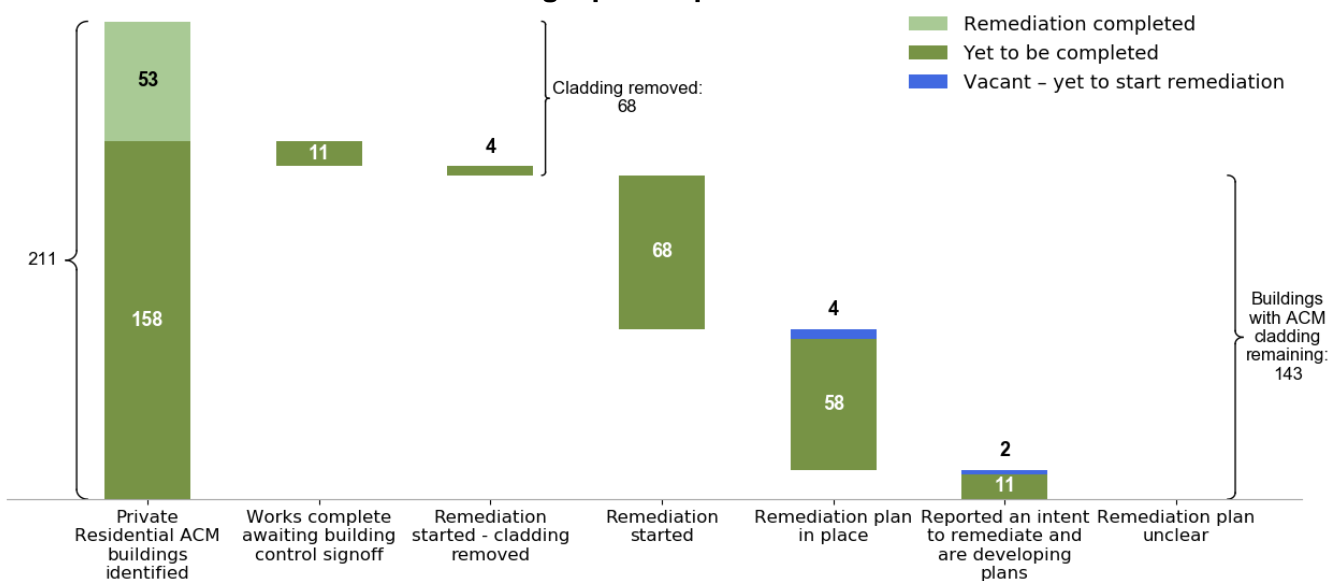 Remediation completed
Yet to be completed
Vacant – yet to start remediation
53
158
211
11
4
Cladding removed:
68
68
4
58
2
11
Buildings
with ACM
cladding
remaining:
143
Private
Residential ACM
buildings
identified
Works complete
awaiting building
control signoff
Remediation
started - cladding
removed
Remediation
started
Remediation plan
in place
Reported an intent
to remediate and
are developing
plans
Remediation plan
unclear